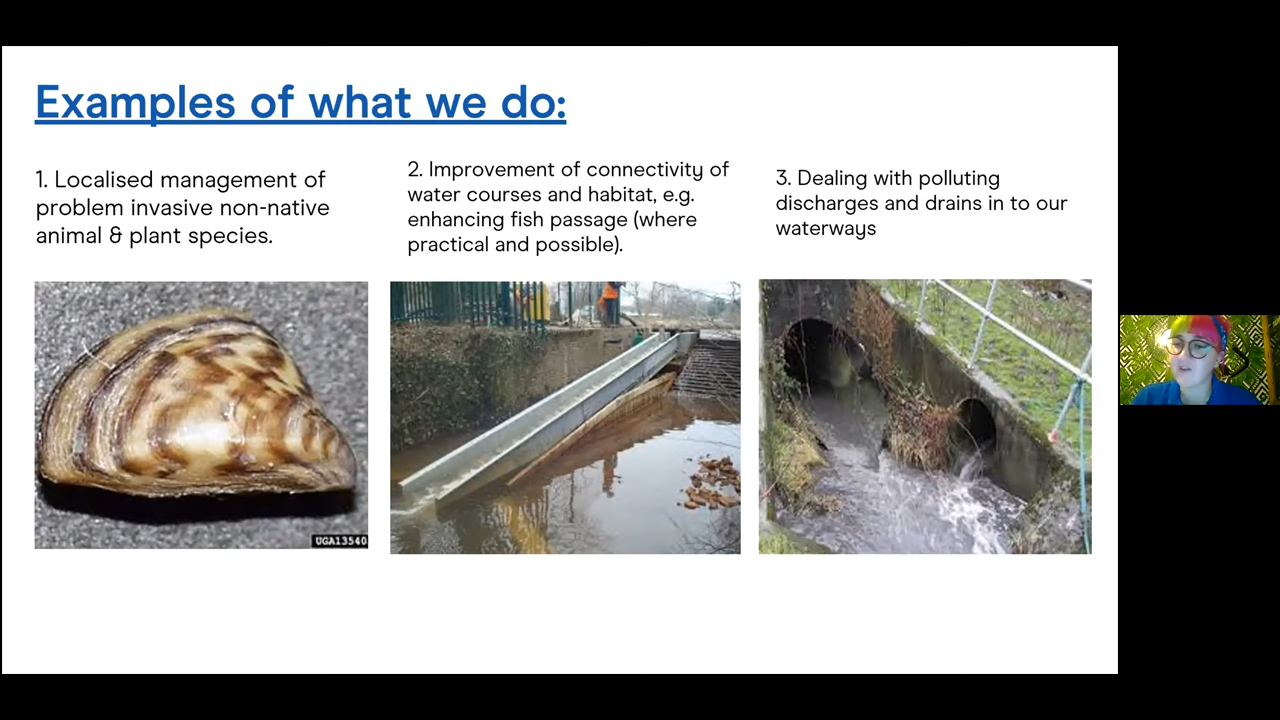 Examples of what we do:
1. Localised management of
problem invasive non-native
animal & plant species.
2. Improvement of connectivity of
water courses and habitat, e.g.
enhancing fish passage (where
practical and possible).
3. Dealing with polluting
discharges and drains in to our
waterways
UGA13540